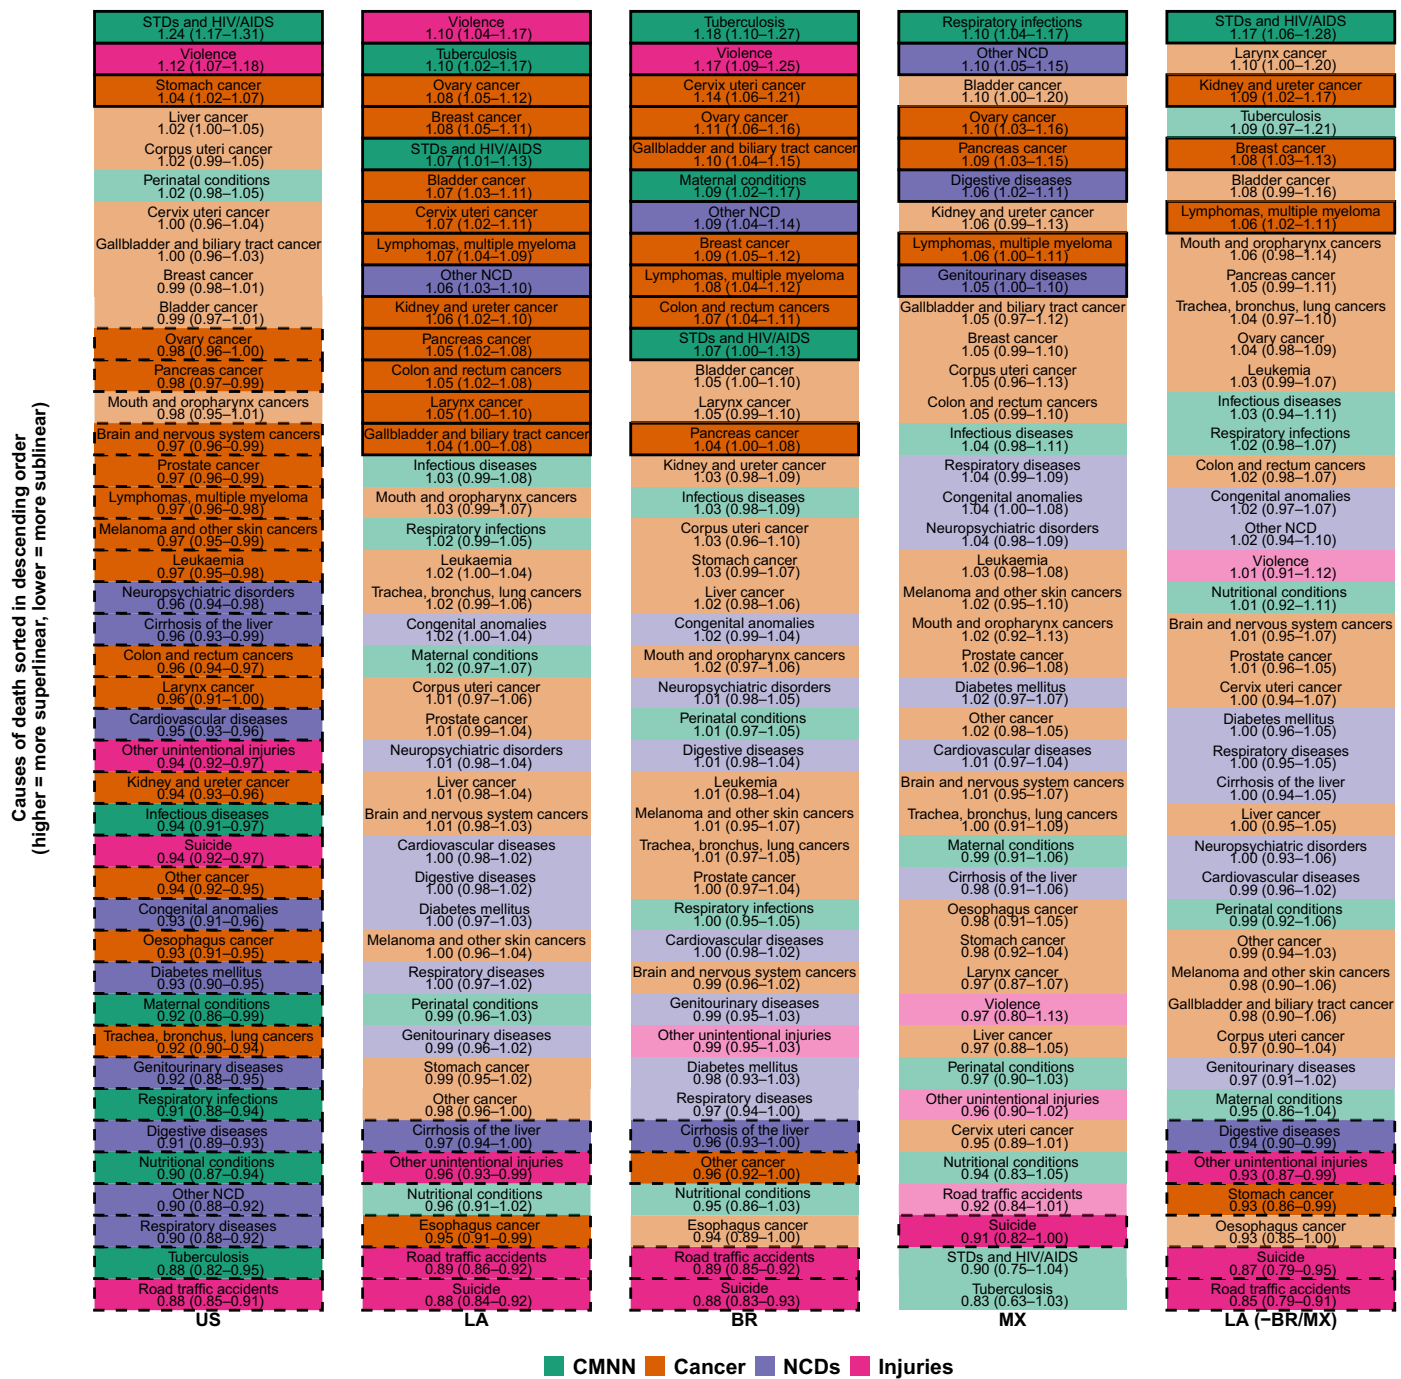 Causes of death sorted in descending order
(higher = more superlinear, lower = more sublinear)
STDs and HIV/AIDS
1.24 (1.17–1.31)
Violence
1.12 (1.07–1.18)
Stomach cancer
1.04 (1.02–1.07)
Liver cancer
1.02 (1.00–1.05)
Corpus uteri cancer
1.02 (0.99–1.05)
Perinatal conditions
1.02 (0.98–1.05)
Cervix uteri cancer
1.00 (0.96–1.04)
Gallbladder and biliary tract cancer
1.00 (0.96–1.03)
Breast cancer
0.99 (0.98–1.01)
Bladder cancer
0.99 (0.97–1.01)
Ovary cancer
0.98 (0.96–1.00)
Pancreas cancer
0.98 (0.97–0.99)
Mouth and oropharynx cancers
0.98 (0.95–1.01)
Brain and nervous system cancers
0.97 (0.96–0.99)
Prostate cancer
0.97 (0.96–0.99)
Lymphomas, multiple myeloma
0.97 (0.96–0.98)
Melanoma and other skin cancers
0.97 (0.95–0.99)
Leukaemia
0.97 (0.95–0.98)
Neuropsychiatric disorders
0.96 (0.94–0.98)
Cirrhosis of the liver
0.96 (0.93–0.99)
Colon and rectum cancers
0.96 (0.94–0.97)
Larynx cancer
0.96 (0.91–1.00)
Cardiovascular diseases
0.95 (0.93–0.96)
Other unintentional injuries
0.94 (0.92–0.97)
Kidney and ureter cancer
0.94 (0.93–0.96)
Infectious diseases
0.94 (0.91–0.97)
Suicide
0.94 (0.92–0.97)
Other cancer
0.94 (0.92–0.95)
Congenital anomalies
0.93 (0.91–0.96)
Oesophagus cancer
0.93 (0.91–0.95)
Diabetes mellitus
0.93 (0.90–0.95)
Maternal conditions
0.92 (0.86–0.99)
Trachea, bronchus, lung cancers
0.92 (0.90–0.94)
Genitourinary diseases
0.92 (0.88–0.95)
Respiratory infections
0.91 (0.88–0.94)
Digestive diseases
0.91 (0.89–0.93)
Nutritional conditions
0.90 (0.87–0.94)
Other NCD
0.90 (0.88–0.92)
Respiratory diseases
0.90 (0.88–0.92)
Tuberculosis
0.88 (0.82–0.95)
Road traffic accidents
0.88 (0.85–0.91)
US
Violence
1.10 (1.04–1.17)
Tuberculosis
1.10 (1.02–1.17)
Ovary cancer
1.08 (1.05–1.12)
Breast cancer
1.08 (1.05–1.11)
STDs and HIV/AIDS
1.07 (1.01–1.13)
Bladder cancer
1.07 (1.03–1.11)
Cervix uteri cancer
1.07 (1.02–1.11)
Lymphomas, multiple myeloma
1.07 (1.04–1.09)
Other NCD
1.06 (1.03–1.10)
Kidney and ureter cancer
1.06 (1.02–1.10)
Pancreas cancer
1.05 (1.02–1.08)
Colon and rectum cancers
1.05 (1.02–1.08)
Larynx cancer
1.05 (1.00–1.10)
Gallbladder and biliary tract cancer
1.04 (1.00–1.08)
Infectious diseases
1.03 (0.99–1.08)
Mouth and oropharynx cancers
1.03 (0.99–1.07)
Respiratory infections
1.02 (0.99–1.05)
Leukaemia
1.02 (1.00–1.04)
Trachea, bronchus, lung cancers
1.02 (0.99–1.06)
Congenital anomalies
1.02 (1.00–1.04)
Maternal conditions
1.02 (0.97–1.07)
Corpus uteri cancer
1.01 (0.97–1.06)
Prostate cancer
1.01 (0.99–1.04)
Neuropsychiatric disorders
1.01 (0.98–1.04)
Liver cancer
1.01 (0.98–1.04)
Brain and nervous system cancers
1.01 (0.98–1.03)
Cardiovascular diseases
1.00 (0.98–1.02)
Digestive diseases
1.00 (0.98–1.02)
Diabetes mellitus
1.00 (0.97–1.03)
Melanoma and other skin cancers
1.00 (0.96–1.04)
Respiratory diseases
1.00 (0.97–1.02)
Perinatal conditions
0.99 (0.96–1.03)
Genitourinary diseases
0.99 (0.96–1.02)
Stomach cancer
0.99 (0.95–1.02)
Other cancer
0.98 (0.96–1.00)
Cirrhosis of the liver
0.97 (0.94–1.00)
Other unintentional injuries
0.96 (0.93–0.99)
Nutritional conditions
0.96 (0.91–1.02)
Esophagus cancer
0.95 (0.91–0.99)
Road traffic accidents
0.89 (0.86–0.92)
Suicide
0.88 (0.84–0.92)
LA
Tuberculosis
1.18 (1.10–1.27)
Violence
1.17 (1.09–1.25)
Cervix uteri cancer
1.14 (1.06–1.21)
Ovary cancer
1.11 (1.06–1.16)
Gallbladder and biliary tract cancer
1.10 (1.04–1.15)
Maternal conditions
1.09 (1.02–1.17)
Other NCD
1.09 (1.04–1.14)
Breast cancer
1.09 (1.05–1.12)
Lymphomas, multiple myeloma
1.08 (1.04–1.12)
Colon and rectum cancers
1.07 (1.04–1.11)
STDs and HIV/AIDS
1.07 (1.00–1.13)
Bladder cancer
1.05 (1.00–1.10)
Larynx cancer
1.05 (0.99–1.10)
Pancreas cancer
1.04 (1.00–1.08)
Kidney and ureter cancer
1.03 (0.98–1.09)
Infectious diseases
1.03 (0.98–1.09)
Corpus uteri cancer
1.03 (0.96–1.10)
Stomach cancer
1.03 (0.99–1.07)
Liver cancer
1.02 (0.98–1.06)
Congenital anomalies
1.02 (0.99–1.04)
Mouth and oropharynx cancers
1.02 (0.97–1.06)
Neuropsychiatric disorders
1.01 (0.98–1.05)
Perinatal conditions
1.01 (0.97–1.05)
Digestive diseases
1.01 (0.98–1.04)
Leukemia
1.01 (0.98–1.04)
Melanoma and other skin cancers
1.01 (0.95–1.07)
Trachea, bronchus, lung cancers
1.01 (0.97–1.05)
Prostate cancer
1.00 (0.97–1.04)
Respiratory infections
1.00 (0.95–1.05)
Cardiovascular diseases
1.00 (0.98–1.02)
Brain and nervous system cancers
0.99 (0.96–1.02)
Genitourinary diseases
0.99 (0.95–1.03)
Other unintentional injuries
0.99 (0.95–1.03)
Diabetes mellitus
0.98 (0.93–1.03)
Respiratory diseases
0.97 (0.94–1.00)
Cirrhosis of the liver
0.96 (0.93–1.00)
Other cancer
0.96 (0.92–1.00)
Nutritional conditions
0.95 (0.86–1.03)
Esophagus cancer
0.94 (0.89–1.00)
Road traffic accidents
0.89 (0.85–0.92)
Suicide
0.88 (0.83–0.93)
BR
Respiratory infections
1.10 (1.04–1.17)
Other NCD
1.10 (1.05–1.15)
Bladder cancer
1.10 (1.00–1.20)
Ovary cancer
1.10 (1.03–1.16)
Pancreas cancer
1.09 (1.03–1.15)
Digestive diseases
1.06 (1.02–1.11)
Kidney and ureter cancer
1.06 (0.99–1.13)
Lymphomas, multiple myeloma
1.06 (1.00–1.11)
Genitourinary diseases
1.05 (1.00–1.10)
Gallbladder and biliary tract cancer
1.05 (0.97–1.12)
Breast cancer
1.05 (0.99–1.10)
Corpus uteri cancer
1.05 (0.96–1.13)
Colon and rectum cancers
1.05 (0.99–1.10)
Infectious diseases
1.04 (0.98–1.11)
Respiratory diseases
1.04 (0.99–1.09)
Congenital anomalies
1.04 (1.00–1.08)
Neuropsychiatric disorders
1.04 (0.98–1.09)
Leukaemia
1.03 (0.98–1.08)
Melanoma and other skin cancers
1.02 (0.95–1.10)
Mouth and oropharynx cancers
1.02 (0.92–1.13)
Prostate cancer
1.02 (0.96–1.08)
Diabetes mellitus
1.02 (0.97–1.07)
Other cancer
1.02 (0.98–1.05)
Cardiovascular diseases
1.01 (0.97–1.04)
Brain and nervous system cancers
1.01 (0.95–1.07)
Trachea, bronchus, lung cancers
1.00 (0.91–1.09)
Maternal conditions
0.99 (0.91–1.06)
Cirrhosis of the liver
0.98 (0.91–1.06)
Oesophagus cancer
0.98 (0.91–1.05)
Stomach cancer
0.98 (0.92–1.04)
Larynx cancer
0.97 (0.87–1.07)
Violence
0.97 (0.80–1.13)
Liver cancer
0.97 (0.88–1.05)
Perinatal conditions
0.97 (0.90–1.03)
Other unintentional injuries
0.96 (0.90–1.02)
Cervix uteri cancer
0.95 (0.89–1.01)
Nutritional conditions
0.94 (0.83–1.05)
Road traffic accidents
0.92 (0.84–1.01)
Suicide
0.91 (0.82–1.00)
STDs and HIV/AIDS
0.90 (0.75–1.04)
Tuberculosis
0.83 (0.63–1.03)
MX
STDs and HIV/AIDS
1.17 (1.06–1.28)
Larynx cancer
1.10 (1.00–1.20)
Kidney and ureter cancer
1.09 (1.02–1.17)
Tuberculosis
1.09 (0.97–1.21)
Breast cancer
1.08 (1.03–1.13)
Bladder cancer
1.08 (0.99–1.16)
Lymphomas, multiple myeloma
1.06 (1.02–1.11)
Mouth and oropharynx cancers
1.06 (0.98–1.14)
Pancreas cancer
1.05 (0.99–1.11)
Trachea, bronchus, lung cancers
1.04 (0.97–1.10)
Ovary cancer
1.04 (0.98–1.09)
Leukemia
1.03 (0.99–1.07)
Infectious diseases
1.03 (0.94–1.11)
Respiratory infections
1.02 (0.98–1.07)
Colon and rectum cancers
1.02 (0.98–1.07)
Congenital anomalies
1.02 (0.97–1.07)
Other NCD
1.02 (0.94–1.10)
Violence
1.01 (0.91–1.12)
Nutritional conditions
1.01 (0.92–1.11)
Brain and nervous system cancers
1.01 (0.95–1.07)
Prostate cancer
1.01 (0.96–1.05)
Cervix uteri cancer
1.00 (0.94–1.07)
Diabetes mellitus
1.00 (0.96–1.05)
Respiratory diseases
1.00 (0.95–1.05)
Cirrhosis of the liver
1.00 (0.94–1.05)
Liver cancer
1.00 (0.95–1.05)
Neuropsychiatric disorders
1.00 (0.93–1.06)
Cardiovascular diseases
0.99 (0.96–1.02)
Perinatal conditions
0.99 (0.92–1.06)
Other cancer
0.99 (0.94–1.03)
Melanoma and other skin cancers
0.98 (0.90–1.06)
Gallbladder and biliary tract cancer
0.98 (0.90–1.06)
Corpus uteri cancer
0.97 (0.90–1.04)
Genitourinary diseases
0.97 (0.91–1.02)
Maternal conditions
0.95 (0.86–1.04)
Digestive diseases
0.94 (0.90–0.99)
Other unintentional injuries
0.93 (0.87–0.99)
Stomach cancer
0.93 (0.86–0.99)
Oesophagus cancer
0.93 (0.85–1.00)
Suicide
0.87 (0.79–0.95)
Road traffic accidents
0.85 (0.79–0.91)
LA (−BR/MX)
CMNN Cancer NCDs Injuries